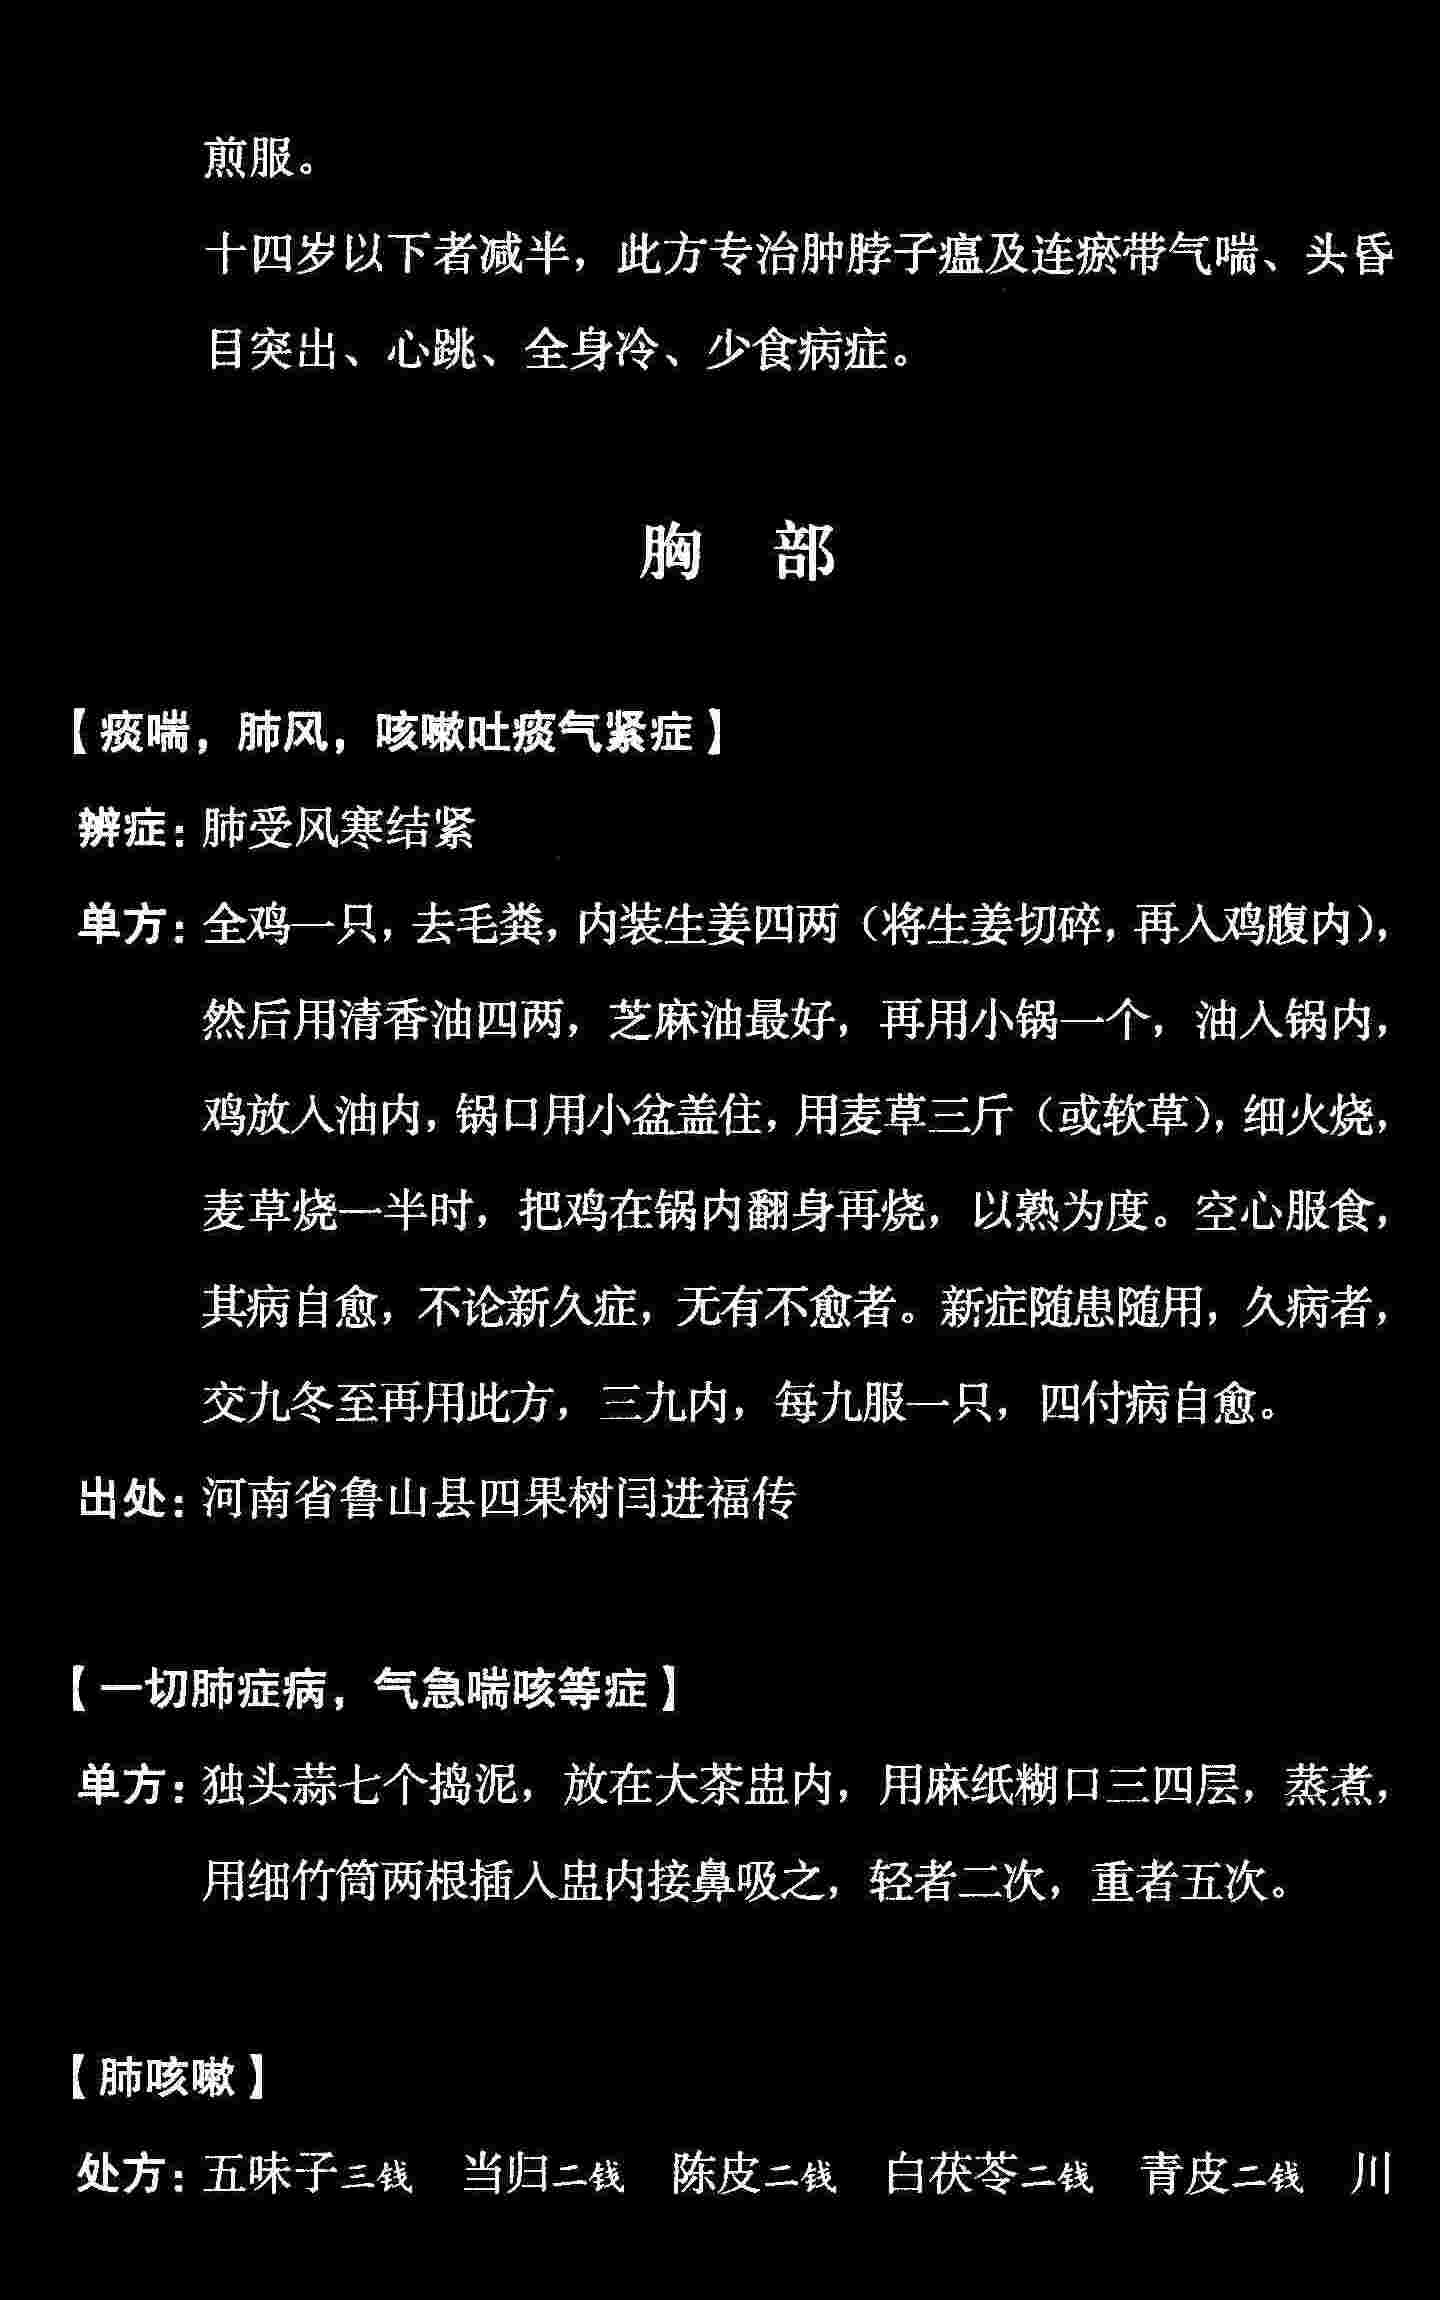 煎服。
十四岁以下者减半，此方专治肿脖子瘟及连瘀带气喘、头昏
目突出、心跳、全身冷、少食病症。
胸　部
【痰喘，肺风，咳嗽吐痰气紧症】
辨症：肺受风寒结紧
单方：全鸡一只，去毛粪，内装生姜四两（将生姜切碎，再入鸡腹内），
然后用清香油四两，芝麻油最好，再用小锅一个，油入锅内，
鸡放入油内，锅口用小盆盖住，用麦草三斤（或软草），细火烧，
麦草烧一半时，把鸡在锅内翻身再烧，以熟为度。空心服食，
其病自愈，不论新久症，无有不愈者。新症随患随用，久病者，
交九冬至再用此方，三九内，每九服一只，四付病自愈。
出处：河南省鲁山县四果树闫进福传
【一切肺症病，气急喘咳等症】
单方：独头蒜七个捣泥，放在大茶盅内，用麻纸糊口三四层，蒸煮，
用细竹筒两根插入盅内接鼻吸之，轻者二次，重者五次。
【肺咳嗽】
处方：五味子三钱　当归二钱　陈皮二钱　白茯苓二钱　青皮二钱　川